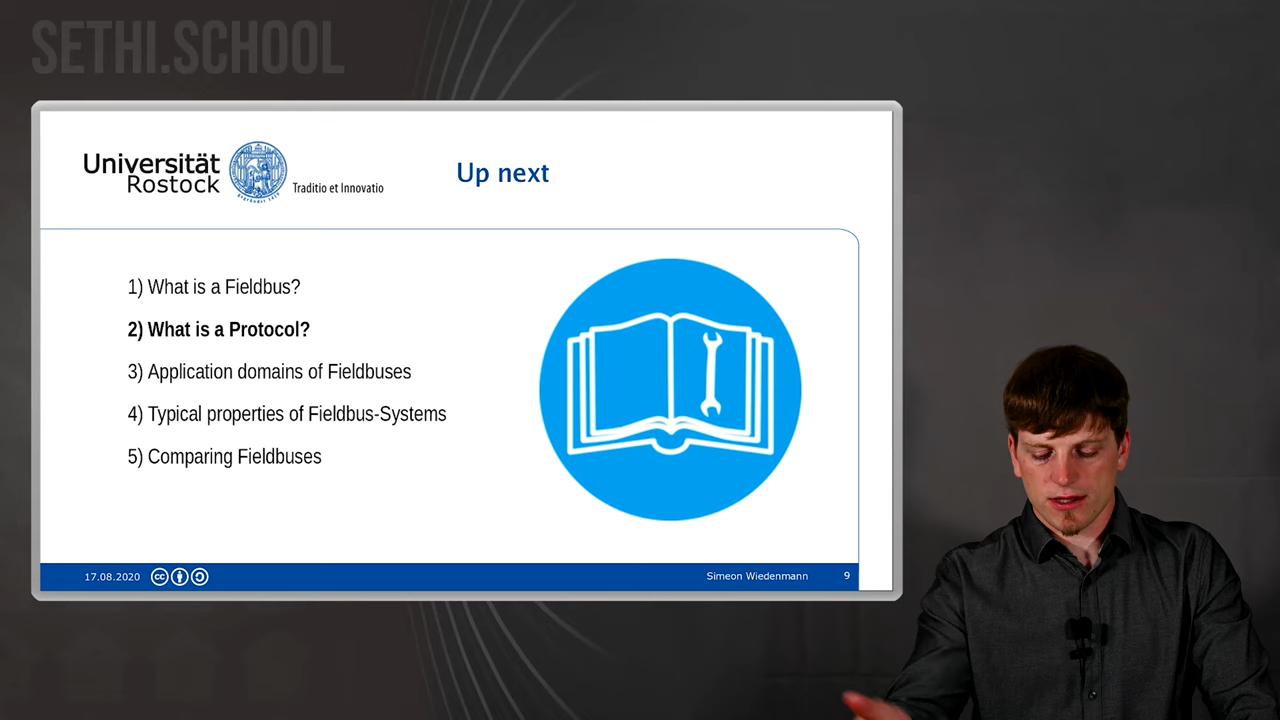 SETHI.SCHOOL
Universität
Rostock
Traditio et Innovatio
Up next
1) What is a Fieldbus?
2) What is a Protocol?
3) Application domains of Fieldbuses
4) Typical properties of Fieldbus-Systems
5) Comparing Fieldbuses
17.08.2020
cc
Simeon Wiedenmann
9